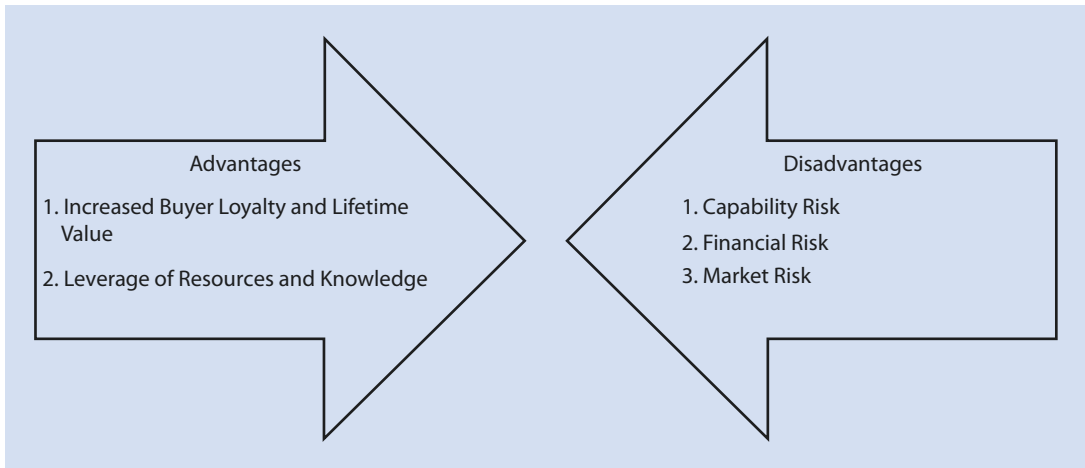 Advantages
1. Increased Buyer Loyalty and Lifetime
Value
2. Leverage of Resources and Knowledge
Disadvantages
1. Capability Risk
2. Financial Risk
3. Market Risk